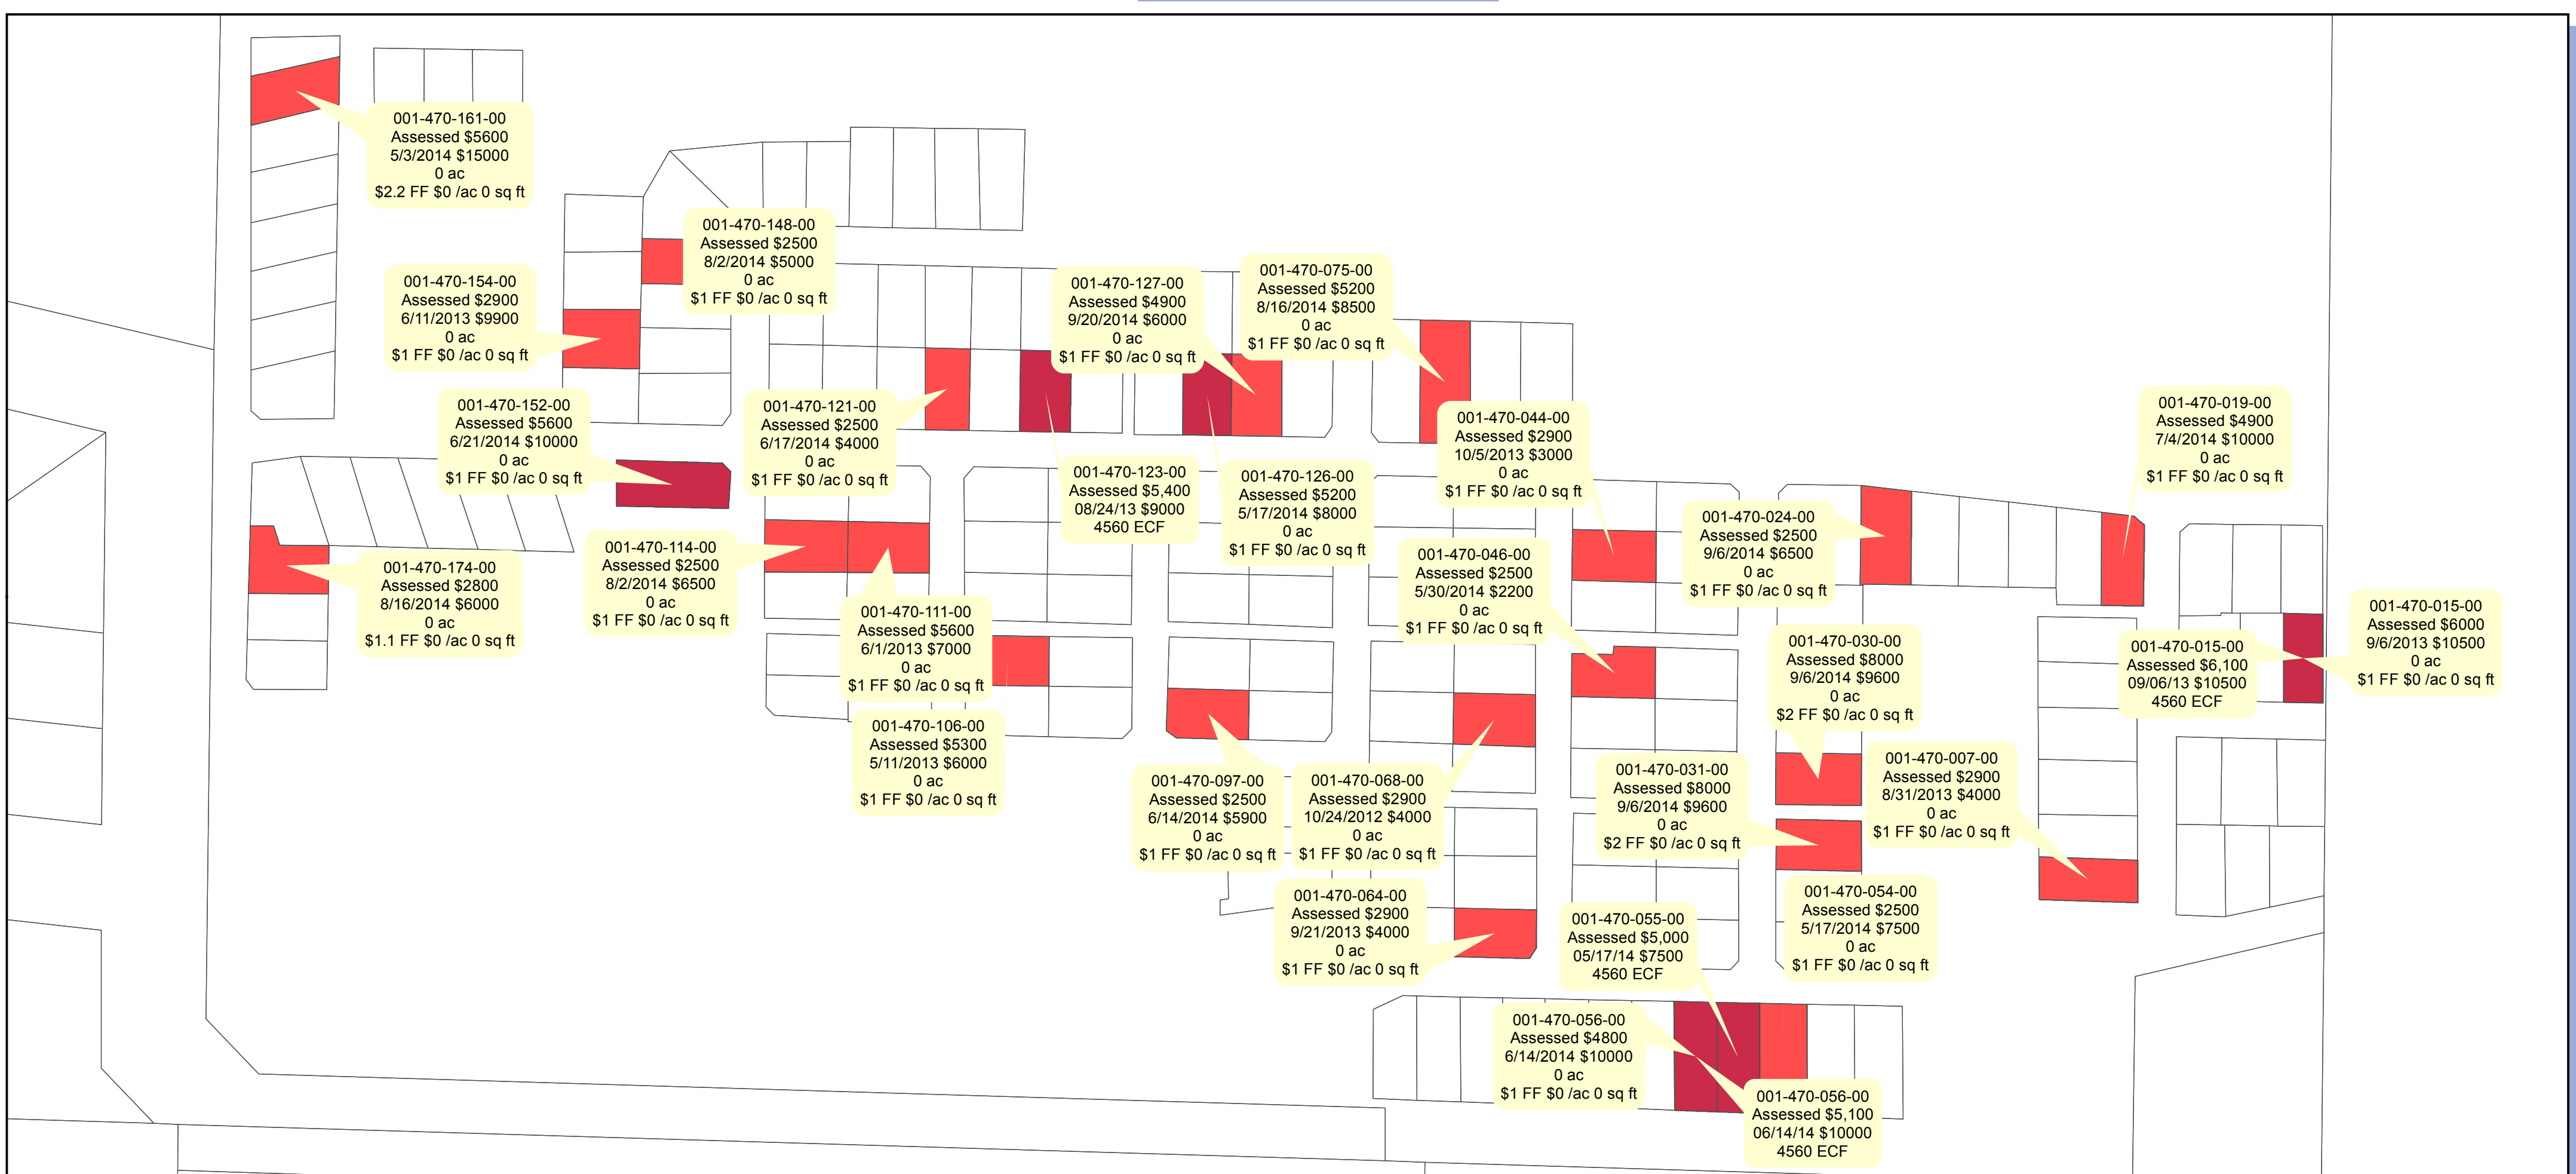 001-470-161-00
Assessed $5600
5/3/2014 $15000
0 ac
$2.2 FF $0 /ac 0 sq ft
001-470-148-00
Assessed $2500
8/2/2014 $5000
0 ac
$1 FF $0 /ac 0 sq ft
001-470-154-00
Assessed $2900
6/11/2013 $9900
0 ac
$1 FF $0 /ac 0 sq ft
001-470-127-00
Assessed $4900
9/20/2014 $6000
0 ac
$1 FF $0 /ac 0 sq ft
001-470-075-00
Assessed $5200
8/16/2014 $8500
0 ac
$1 FF $0 /ac 0 sq ft
001-470-152-00
Assessed $5600
6/21/2014 $10000
0 ac
$1 FF $0 /ac 0 sq ft
001-470-121-00
Assessed $2500
6/17/2014 $4000
0 ac
$1 FF $0 /ac 0 sq ft
001-470-123-00
Assessed $5,400
08/24/13 $9000
4560 ECF
001-470-126-00
Assessed $5200
5/17/2014 $8000
0 ac
$1 FF $0 /ac 0 sq ft
001-470-044-00
Assessed $2900
10/5/2013 $3000
0 ac
$1 FF $0 /ac 0 sq ft
001-470-019-00
Assessed $4900
7/4/2014 $10000
0 ac
$1 FF $0 /ac 0 sq ft
001-470-024-00
Assessed $2500
9/6/2014 $6500
0 ac
$1 FF $0 /ac 0 sq ft
001-470-174-00
Assessed $2800
8/16/2014 $6000
0 ac
$1.1 FF $0 /ac 0 sq ft
001-470-114-00
Assessed $2500
8/2/2014 $6500
0 ac
$1 FF $0 /ac 0 sq ft
001-470-046-00
Assessed $2500
5/30/2014 $2200
0 ac
$1 FF $0 /ac 0 sq ft
001-470-111-00
Assessed $5600
6/1/2013 $7000
0 ac
$1 FF $0 /ac 0 sq ft
001-470-015-00
Assessed $6000
9/6/2013 $10500
0 ac
$1 FF $0 /ac 0 sq ft
001-470-015-00
Assessed $6,100
09/06/13 $10500
4560 ECF
001-470-030-00
Assessed $8000
9/6/2014 $9600
0 ac
$2 FF $0 /ac 0 sq ft
001-470-106-00
Assessed $5300
5/11/2013 $6000
0 ac
$1 FF $0 /ac 0 sq ft
001-470-097-00
Assessed $2500
6/14/2014 $5900
0 ac
$1 FF $0 /ac 0 sq ft
001-470-068-00
Assessed $2900
10/24/2012 $4000
0 ac
$1 FF $0 /ac 0 sq ft
001-470-031-00
Assessed $8000
9/6/2014 $9600
0 ac
$2 FF $0 /ac 0 sq ft
001-470-007-00
Assessed $2900
8/31/2013 $4000
0 ac
$1 FF $0 /ac 0 sq ft
001-470-064-00
Assessed $2900
9/21/2013 $4000
0 ac
$1 FF $0 /ac 0 sq ft
001-470-055-00
Assessed $5,000
05/17/14 $7500
4560 ECF
001-470-054-00
Assessed $2500
5/17/2014 $7500
0 ac
$1 FF $0 /ac 0 sq ft
001-470-056-00
Assessed $4800
6/14/2014 $10000
0 ac
$1 FF $0 /ac 0 sq ft
001-470-056-00
Assessed $5,100
06/14/14 $10000
4560 ECF